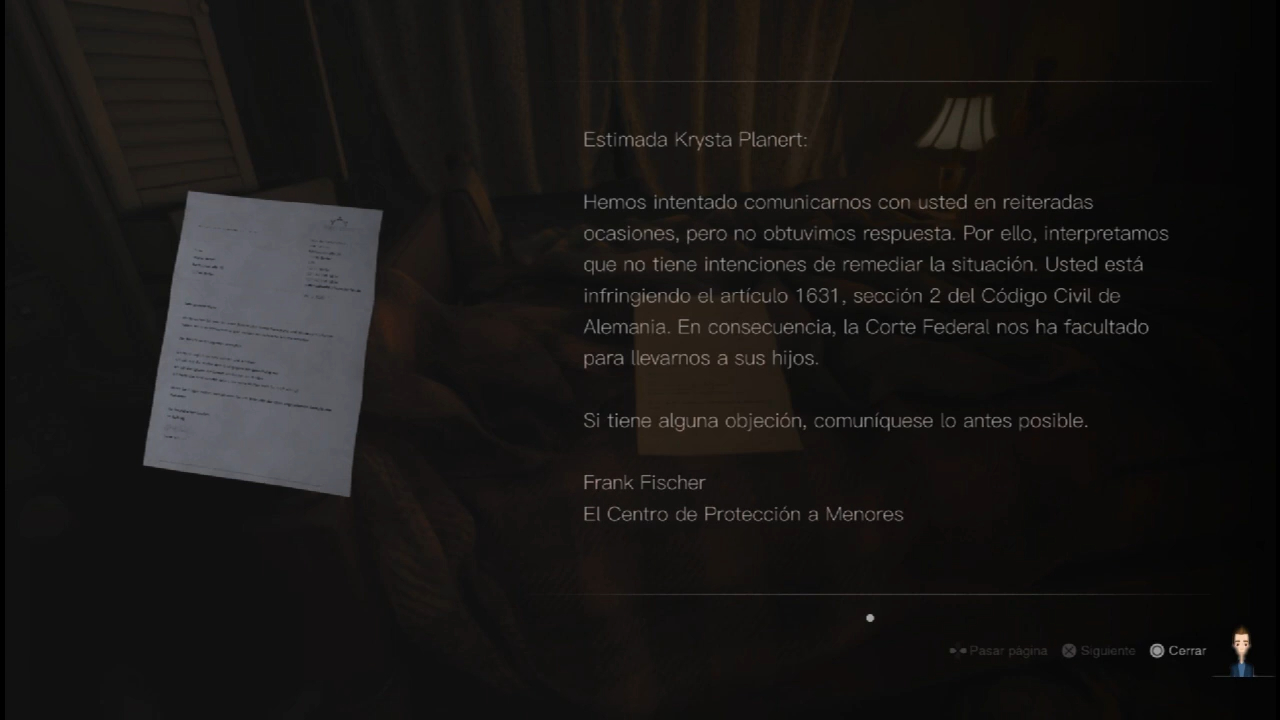 Estimada Krysta Planert:
Hemos intentado comunicarnos con usted en reiteradas
ocasiones, pero no obtuvimos respuesta. Por ello, interpretamos
que no tiene intenciones de remediar la situación. Usted está
infringiendo el artículo 1631, sección 2 del Código Civil de
Alemania. En consecuencia, la Corte Federal nos ha facultado
para llevarnos a sus hijos.
Si tiene alguna objeción, comuníquese lo antes posible.
Frank Fischer
El Centro de Protección a Menores
Pasar página Siguiente Cerrar